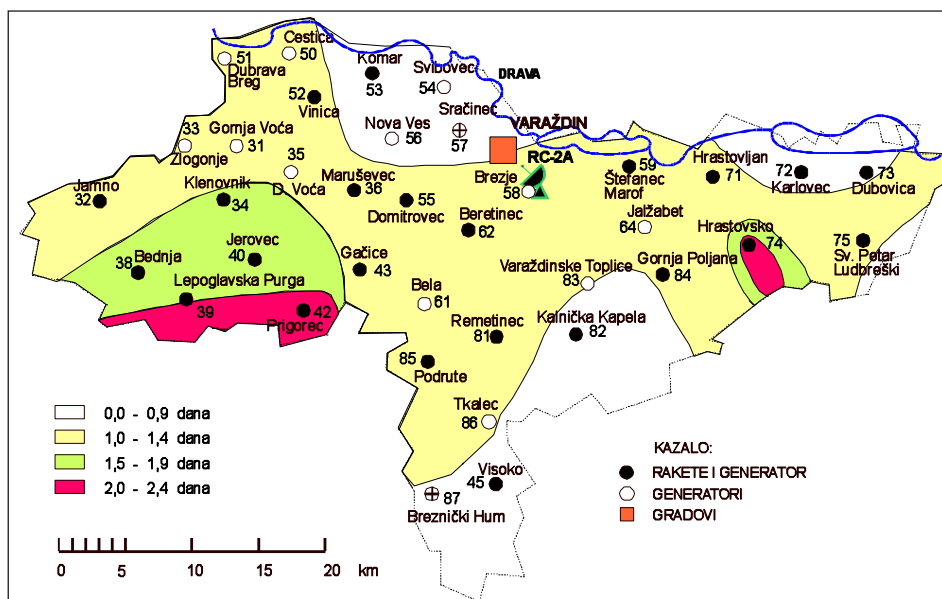 Cestica
50
51
Dubrava
Breg
Komar
53
Svibovec
54
DRAVA
52
Vinica
Sračinec
57
VARAŽDIN
Nova Ves
56
33
Zlogonje
Gornja Voća
31
35
D. Voća
RC-2A
Brezje
58
59
Štefanec
Marof
Hrastovljan
71
72
Karlovec
73
Dubovica
Jamno
32
Klenovnik
34
Maruševec
36
55
Domitrovec
Beretinec
62
Jalžabet
64
Hrastovsko
74
75
Sv. Petar
Ludbreški
Bednja
38
Jerovec
40
Gačice
43
Lepoglavska Purga
39
Prigorec
42
Bela
61
Varaždinske Toplice
83
Gornja Poljana
84
Remetinec
81
Kalnička Kapela
82
85
Podrute
Tkalec
86
Visoko
45
87
Breznički Hum
0,0 - 0,9 dana
1,0 - 1,4 dana
1,5 - 1,9 dana
2,0 - 2,4 dana
KAZALO:
RAKETE I GENERATOR
GENERATORI
GRADOVI
0 5 10 15 20 km